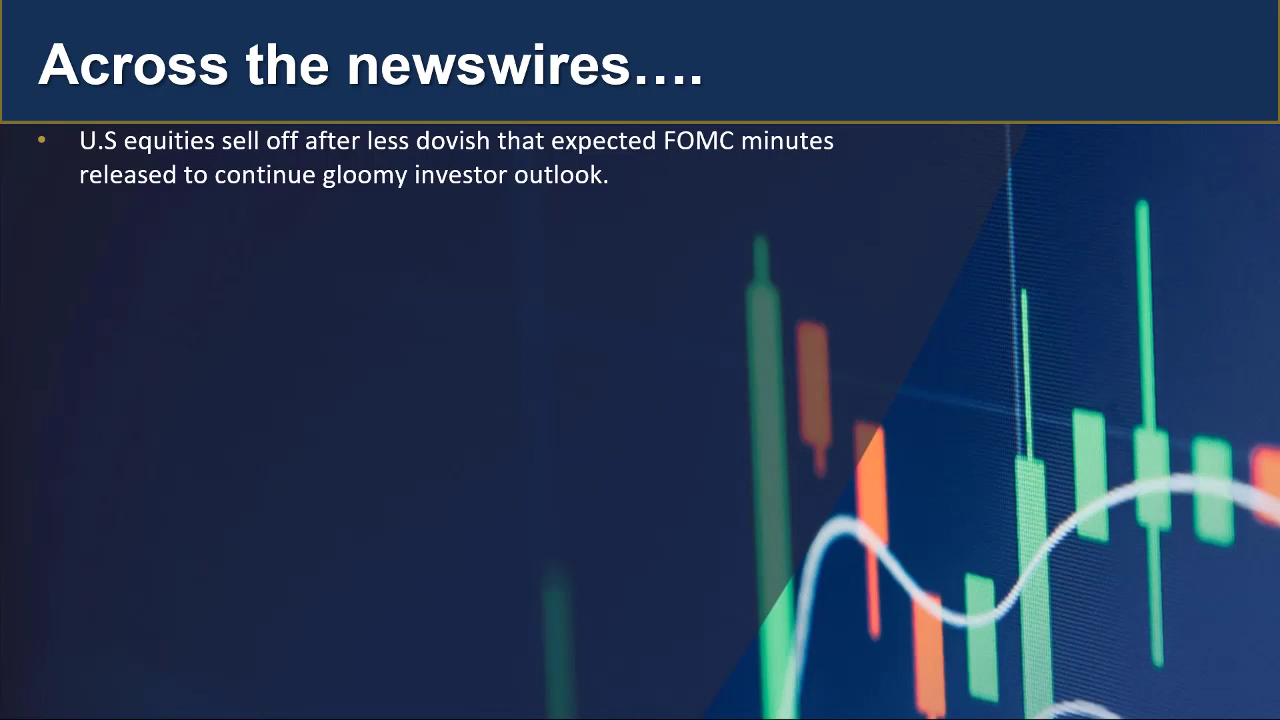 Across the newswires….
• U.S equities sell off after less dovish that expected FOMC minutes
released to continue gloomy investor outlook.